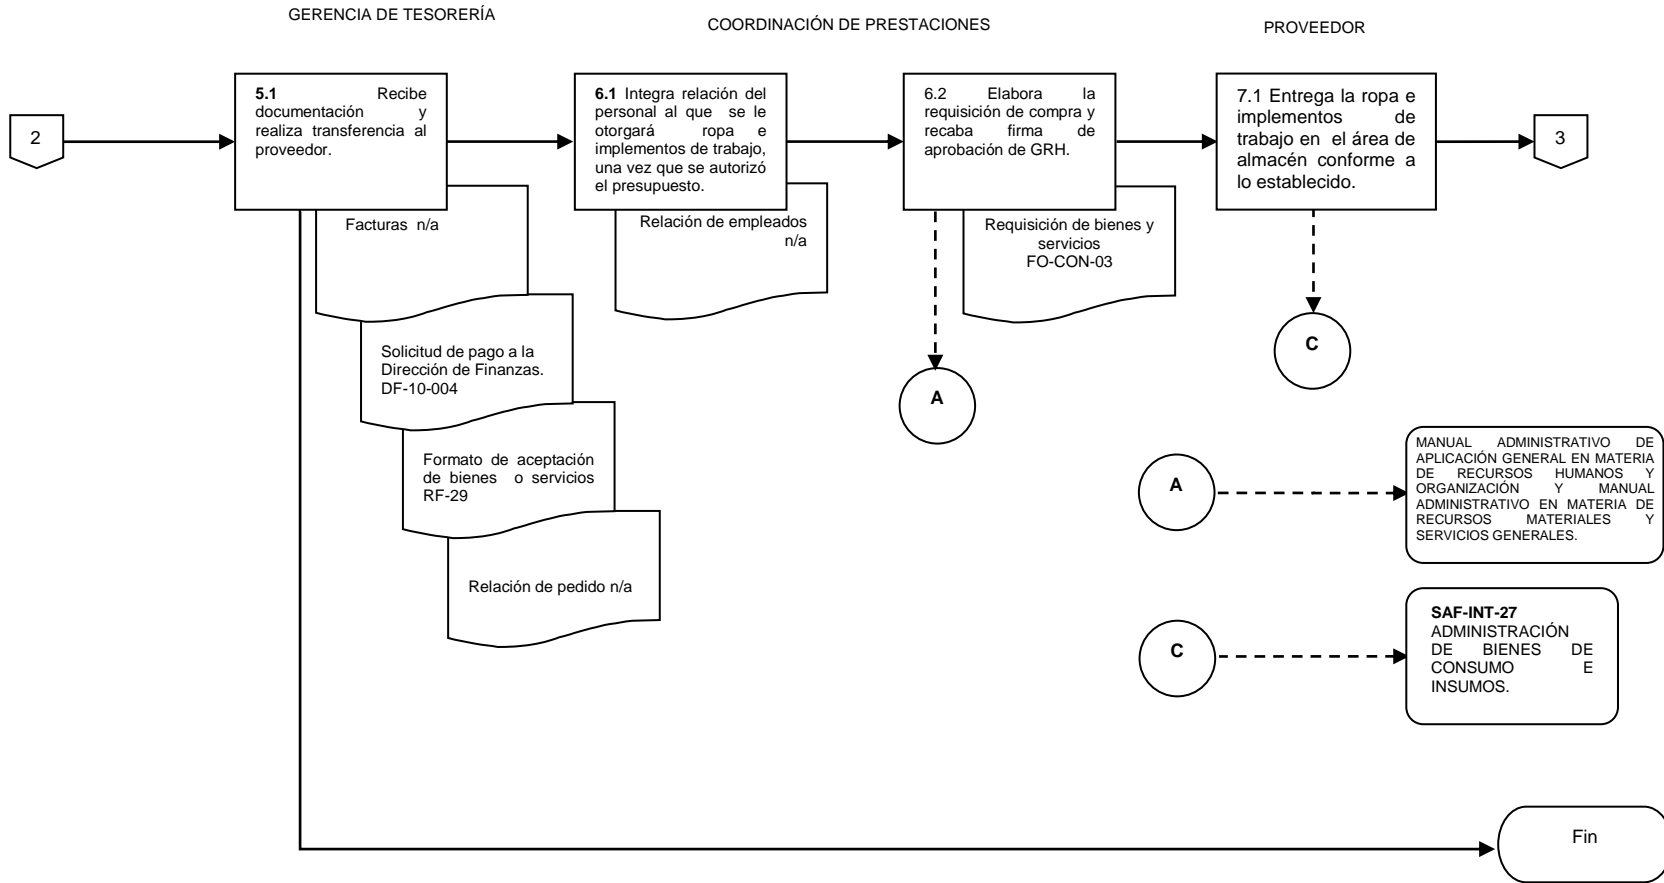 GERENCIA DE TESORERÍA
COORDINACIÓN DE PRESTACIONES
PROVEEDOR
2
5.1 Recibe
documentación y
realiza transferencia al
proveedor.
6.1 Integra relación del
personal al que se le
otorgará ropa e
implementos de trabajo,
una vez que se autorizó
el presupuesto.
6.2 Elabora la
requisición de compra y
recaba firma de
aprobación de GRH.
7.1 Entrega la ropa e
implementos de
trabajo en el área de
almacén conforme a
lo establecido.
3
Facturas n/a
Relación de empleados
n/a
Requisición de bienes y
servicios
FO-CON-03
Solicitud de pago a la
Dirección de Finanzas.
DF-10-004
C
A
Formato de aceptación
de bienes o servicios
RF-29
Relación de pedido n/a
A
MANUAL ADMINISTRATIVO DE
APLICACIÓN GENERAL EN MATERIA
DE RECURSOS HUMANOS Y
ORGANIZACIÓN Y MANUAL
ADMINISTRATIVO EN MATERIA DE
RECURSOS MATERIALES Y
SERVICIOS GENERALES.
C
SAF-INT-27
ADMINISTRACIÓN
DE BIENES DE
CONSUMO E
INSUMOS.
Fin